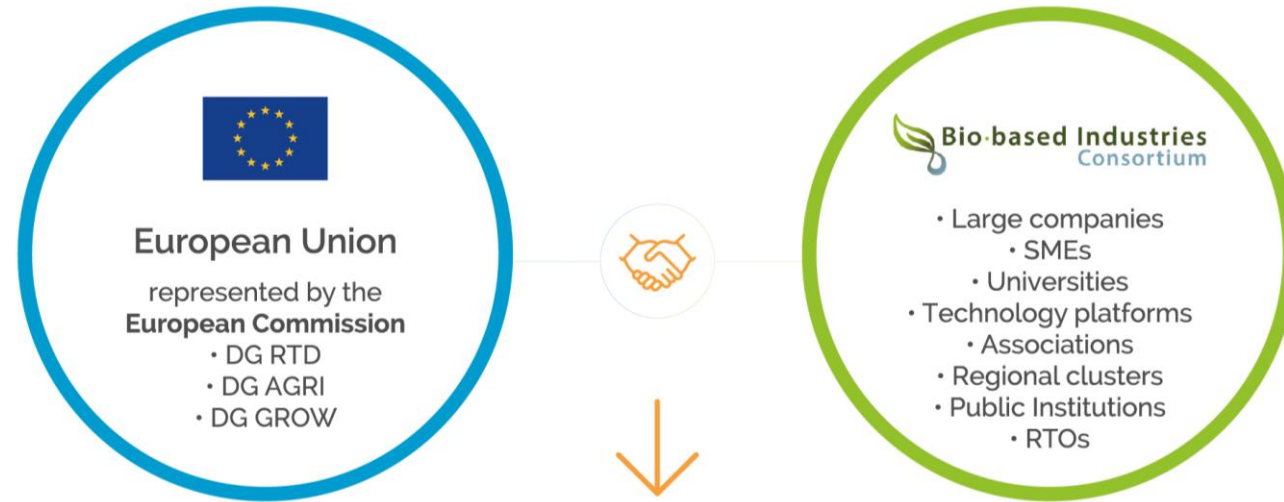 European Union
represented by the
European Commission
• DG RTD
• DG AGRI
• DG GROW
Bio-based Industries
Consortium
• Large companies
• SMEs
• Universities
• Technology platforms
• Associations
• Regional clusters
• Public Institutions
• RTOs